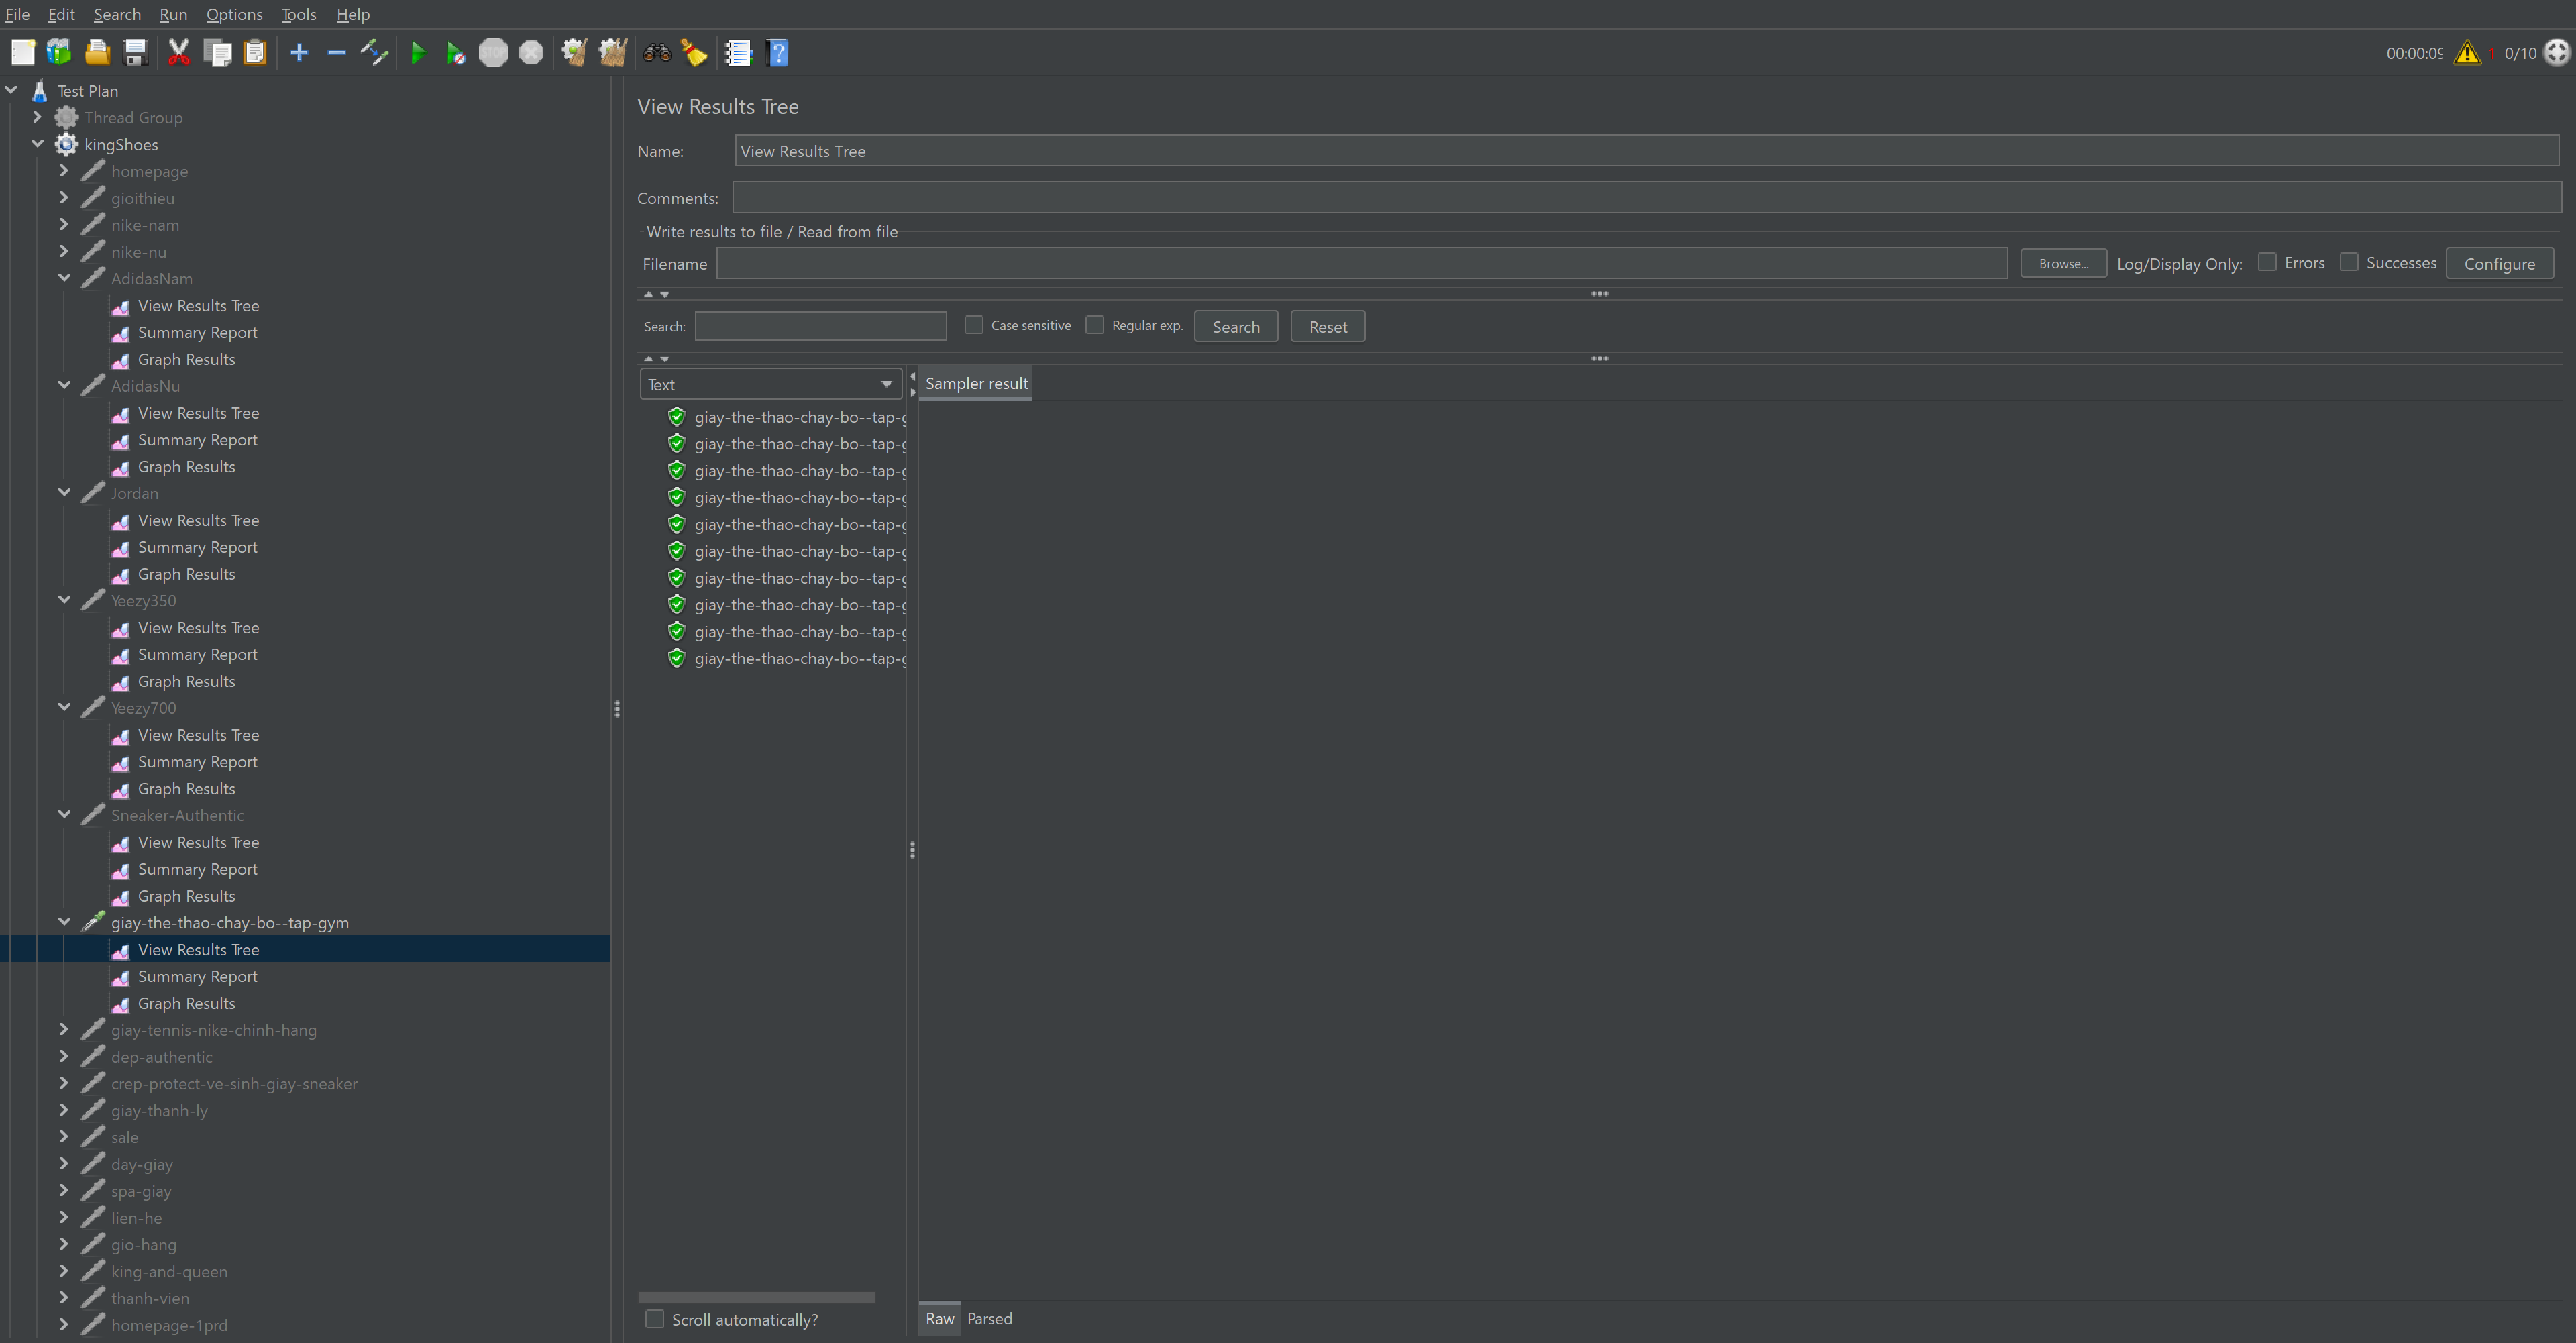 File Edit Search Run Options Tools Help
00:00:09 1 0/10
Test Plan
Thread Group
kingShoes
homepage
gioithieu
nike-nam
nike-nu
AdidasNam
View Results Tree
Summary Report
Graph Results
AdidasNu
View Results Tree
Summary Report
Graph Results
Jordan
View Results Tree
Summary Report
Graph Results
Yeezy350
View Results Tree
Summary Report
Graph Results
Yeezy700
View Results Tree
Summary Report
Graph Results
Sneaker-Authentic
View Results Tree
Summary Report
Graph Results
giay-the-thao-chay-bo--tap-gym
View Results Tree
Summary Report
Graph Results
giay-tennis-nike-chinh-hang
dep-authentic
crep-protect-ve-sinh-giay-sneaker
giay-thanh-ly
sale
day-giay
spa-giay
lien-he
gio-hang
king-and-queen
thanh-vien
homepage-1prd
View Results Tree
Name: View Results Tree
Comments:
Write results to file / Read from file
Filename Browse... Log/Display Only: Errors Successes Configure
Search: Case sensitive Regular exp. Search Reset
Text
Sampler result
giay-the-thao-chay-bo--tap-g
giay-the-thao-chay-bo--tap-g
giay-the-thao-chay-bo--tap-g
giay-the-thao-chay-bo--tap-g
giay-the-thao-chay-bo--tap-g
giay-the-thao-chay-bo--tap-g
giay-the-thao-chay-bo--tap-g
giay-the-thao-chay-bo--tap-g
giay-the-thao-chay-bo--tap-g
giay-the-thao-chay-bo--tap-g
Scroll automatically?
Raw Parsed